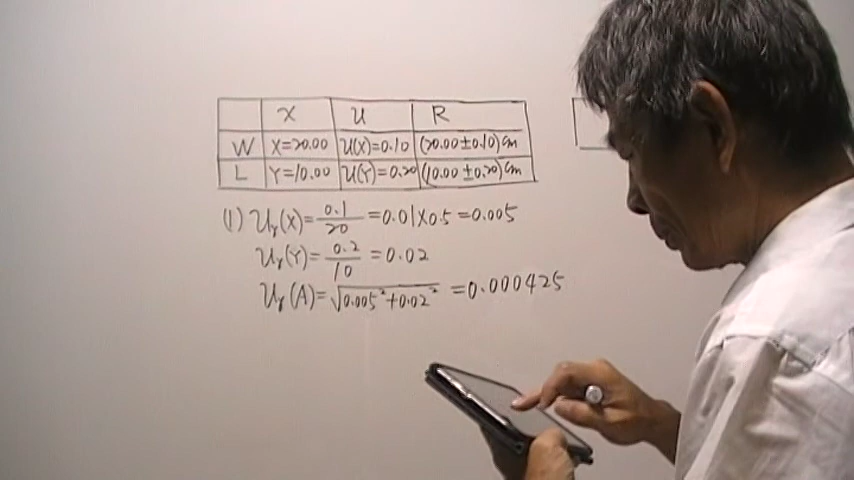 X U R
W X=20.00 U(X)=0.10 (20.00±0.10)cm
L Y=10.00 U(Y)=0.20 (10.00±0.20)cm
(1) Ur(X)=0.1/20=0.01×0.5=0.005
Ur(Y)=0.2/10=0.02
Ur(A)=√0.005²+0.02²=0.000425